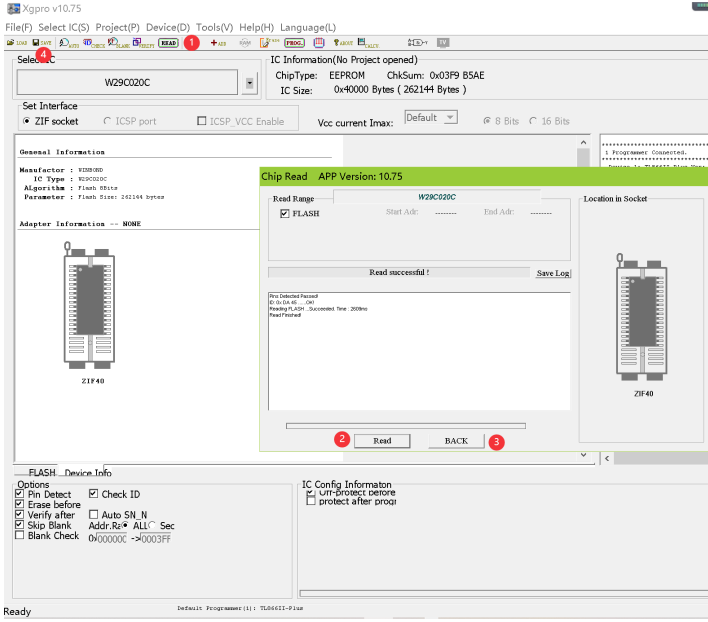 Xgpro v10.75
File(F) Select IC(S) Project(P) Device(D) Tools(V) Help(H) Language(L)
LOAD SAVE AUTO CHECK BLANK VERIFY READ 1 ADD PROG. ABOUT CALCU TV
4
Select IC
W29C020C
IC Information(No Project opened)
ChipType: EEPROM ChkSum: 0x03F9 B5AE
IC Size: 0x40000 Bytes ( 262144 Bytes )
Set Interface
ZIF socket ICSP port ICSP_VCC Enable
Vcc current Imax: Default 8 Bits 16 Bits
General Information
Manufactor : WINBOND
IC Type : W29C020C
ALgorithm : Flash 8Bits
Parameter : Flash Size: 262144 bytes
Adapter Information -- NONE
ZIF40
********************************
1 Programmer Connected.
********************************
Chip Read APP Version: 10.75
Read Range
W29C020C
FLASH
Start Adr: -------- End Adr: --------
Read successful !
Save Log
Pins Detected Passed!
ID: 0x DA 45 ......OK!
Reading FLASH ...Succeeded, Time : 2609ms
Read Finished!
2 Read BACK 3
Location in Socket
ZIF40
FLASH Device Info
Options
Pin Detect Check ID
Erase before
Verify after Auto SN_N
Skip Blank Addr.Ra ALL Sec
Blank Check 0x000000 ->0003FF
IC Config Informaton
Off-protect before
protect after progr
Ready
Default Programmer(1): TL866II-Plus